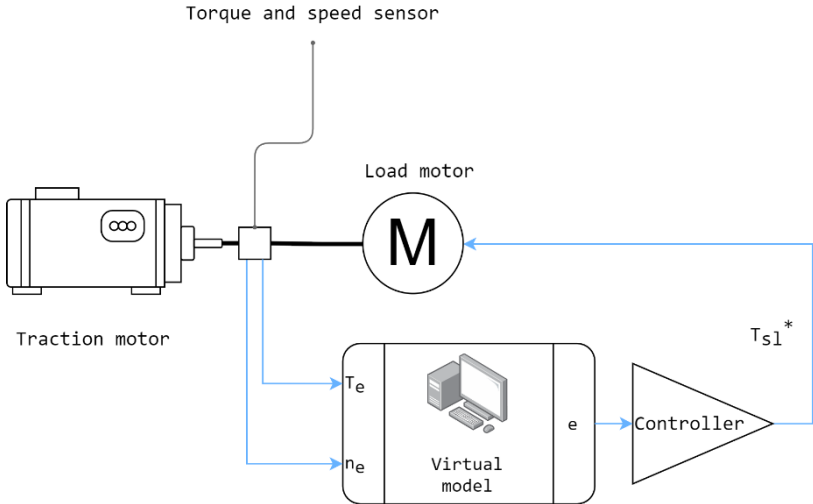 Torque and speed sensor
Load motor
M
Traction motor
Tsl*
Te
e
Controller
ne
Virtual
model